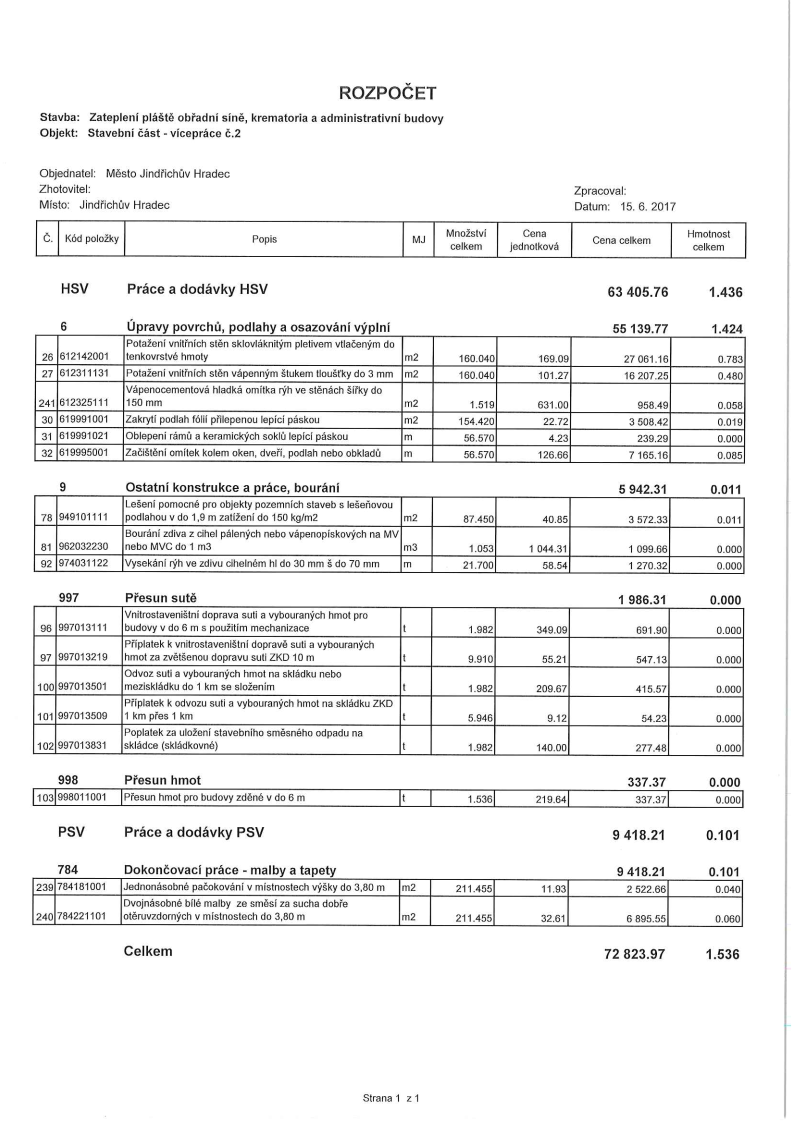 ROZPOČET
Stavba: Zateplení pláště obřadní síně, krematoria a administrativní budovy
Objekt: Stavební část - vícepráce č.2
Objednatel: Město Jindřichův Hradec
Zhotovitel:
Zpracoval:
Místo: Jindřichův Hradec
Datum: 15. 6. 2017
Č. Kód položky Popis MJ Množství celkem Cena jednotková Cena celkem Hmotnost celkem
HSV Práce a dodávky HSV 63 405.76 1.436
6 Úpravy povrchů, podlahy a osazování výplní 55 139.77 1.424
Potažení vnitřních stěn sklovláknitým pletivem vtlačeným do
26 612142001 tenkovrstvé hmoty m2 160.040 169.09 27 061.16 0.783
27 612311131 Potažení vnitřních stěn vápenným štukem tloušťky do 3 mm m2 160.040 101.27 16 207.25 0.480
Vápenocementová hladká omítka rýh ve stěnách šířky do
241 612325111 150 mm m2 1.519 631.00 958.49 0.058
30 619991001 Zakrytí podlah fólií přilepenou lepící páskou m2 154.420 22.72 3 508.42 0.019
31 619991021 Oblepení rámů a keramických soklů lepící páskou m 56.570 4.23 239.29 0.000
32 619995001 Začištění omítek kolem oken, dveří, podlah nebo obkladů m 56.570 126.66 7 165.16 0.085
9 Ostatní konstrukce a práce, bourání 5 942.31 0.011
Lešení pomocné pro objekty pozemních staveb s lešeňovou
78 949101111 podlahou v do 1,9 m zatížení do 150 kg/m2 m2 87.450 40.85 3 572.33 0.011
Bourání zdiva z cihel pálených nebo vápenopískových na MV
81 962032230 nebo MVC do 1 m3 m3 1.053 1 044.31 1 099.66 0.000
92 974031122 Vysekání rýh ve zdivu cihelném hl do 30 mm š do 70 mm m 21.700 58.54 1 270.32 0.000
997 Přesun sutě 1 986.31 0.000
Vnitrostaveništní doprava suti a vybouraných hmot pro
96 997013111 budovy v do 6 m s použitím mechanizace t 1.982 349.09 691.90 0.000
Příplatek k vnitrostaveništní dopravě suti a vybouraných
97 997013219 hmot za zvětšenou dopravu suti ZKD 10 m t 9.910 55.21 547.13 0.000
Odvoz suti a vybouraných hmot na skládku nebo
100 997013501 meziskládku do 1 km se složením t 1.982 209.67 415.57 0.000
Příplatek k odvozu suti a vybouraných hmot na skládku ZKD
101 997013509 1 km přes 1 km t 5.946 9.12 54.23 0.000
Poplatek za uložení stavebního směsného odpadu na
102 997013831 skládce (skládkovné) t 1.982 140.00 277.48 0.000
998 Přesun hmot 337.37 0.000
103 998011001 Přesun hmot pro budovy zděné v do 6 m t 1.536 219.64 337.37 0.000
PSV Práce a dodávky PSV 9 418.21 0.101
784 Dokončovací práce - malby a tapety 9 418.21 0.101
239 784181001 Jednonásobné pačokování v místnostech výšky do 3,80 m m2 211.455 11.93 2 522.66 0.040
Dvojnásobné bílé malby ze směsí za sucha dobře
240 784221101 otěruvzdorných v místnostech do 3,80 m m2 211.455 32.61 6 895.55 0.060
Celkem 72 823.97 1.536
Strana 1 z 1